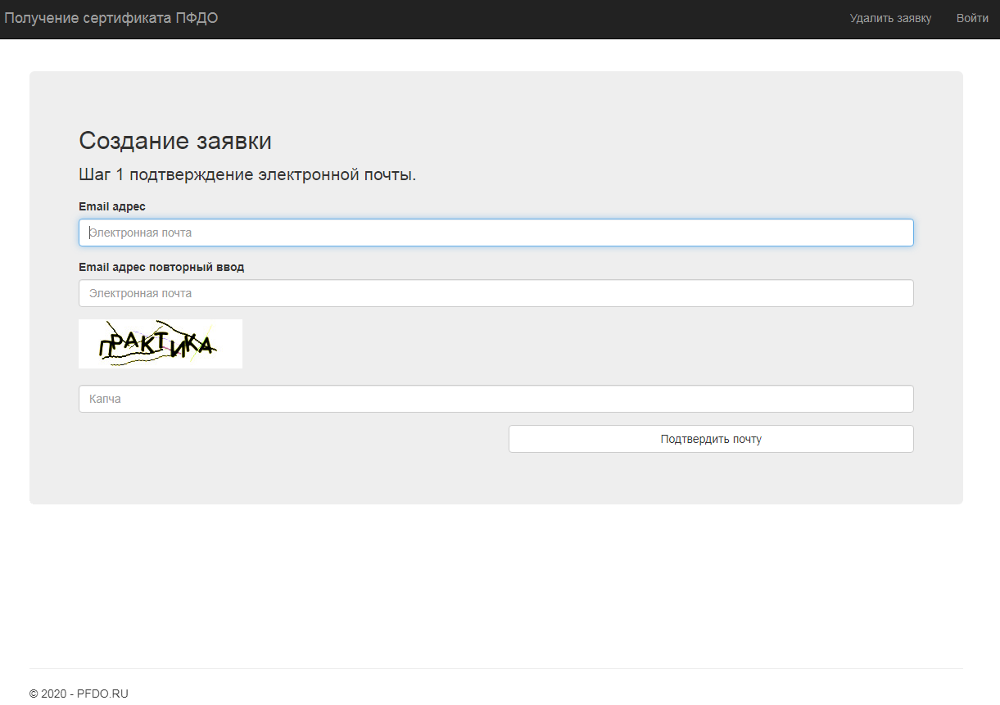 Получение сертификата ПФДО
Удалить заявку
Войти
Создание заявки
Шаг 1 подтверждение электронной почты.
Email адрес
Электронная почта
Email адрес повторный ввод
Электронная почта
ПРАКТИКА
Капча
Подтвердить почту
© 2020 - PFDO.RU